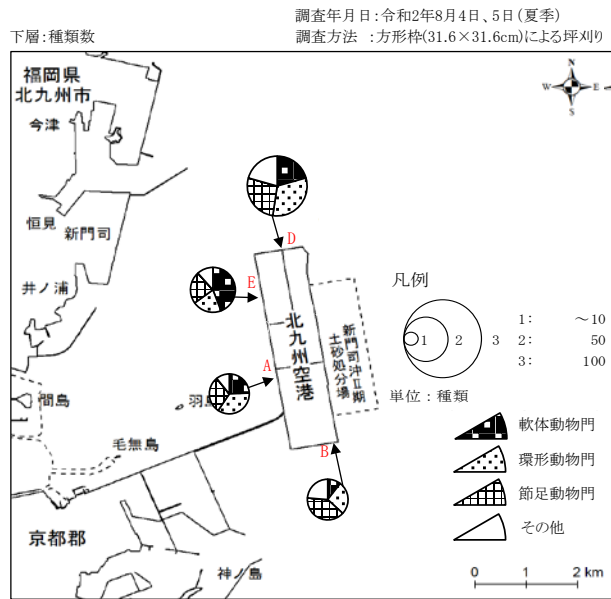 調査年月日:令和2年8月4日、5日(夏季)
下層:種類数
調査方法 :方形枠(31.6×31.6cm)による坪刈り
福岡県
北九州市
今津
恒見
新門司
井ノ浦
間島
羽島
毛無島
京都郡
神ノ島
N
W
E
S
D
E
A
B
北九州空港
新門司沖Ⅱ期
土砂処分場
凡例
1
2
3
1: ～10
2: 50
3: 100
単位:種類
軟体動物門
環形動物門
節足動物門
その他
0 1 2 km